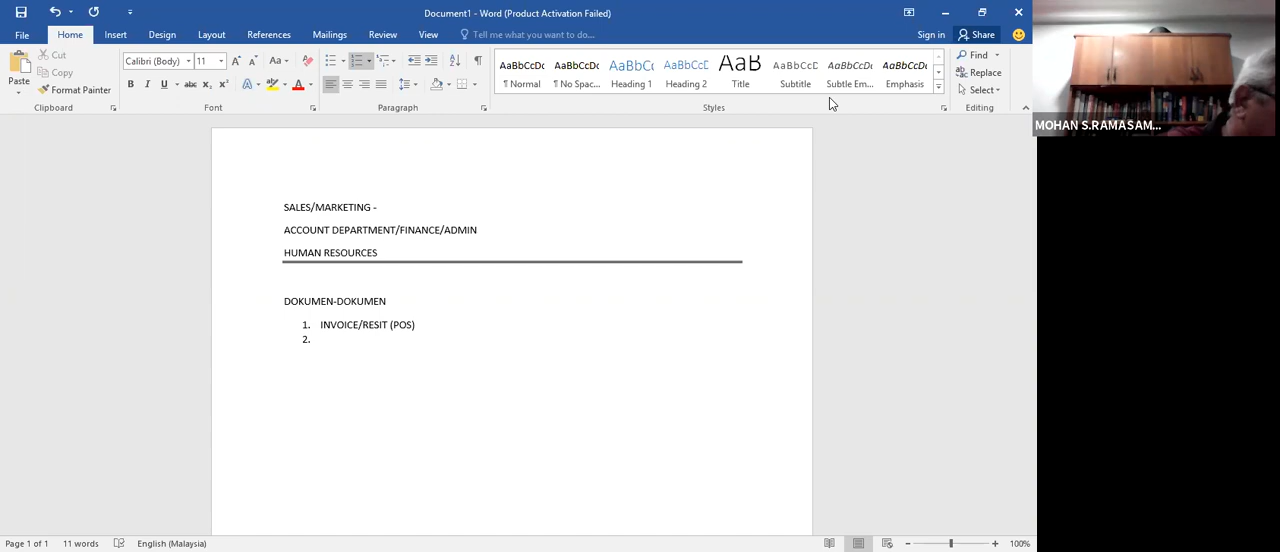 Document1 - Word (Product Activation Failed)
File Home Insert Design Layout References Mailings Review View Tell me what you want to do... Sign in Share
Paste
Cut
Copy
Format Painter
Clipboard
Calibri (Body) 11
Font
Paragraph
AaBbCcDc AaBbCcDc AaBbCc AaBbCcD AaB AaBbCcD AaBbCcDc AaBbCcDc
¶ Normal ¶ No Spac... Heading 1 Heading 2 Title Subtitle Subtle Em... Emphasis
Styles
Find
Replace
Select
Editing
MOHAN S.RAMASAM...
SALES/MARKETING -
ACCOUNT DEPARTMENT/FINANCE/ADMIN
HUMAN RESOURCES
DOKUMEN-DOKUMEN
1. INVOICE/RESIT (POS)
2.
Page 1 of 1 11 words English (Malaysia) 100%